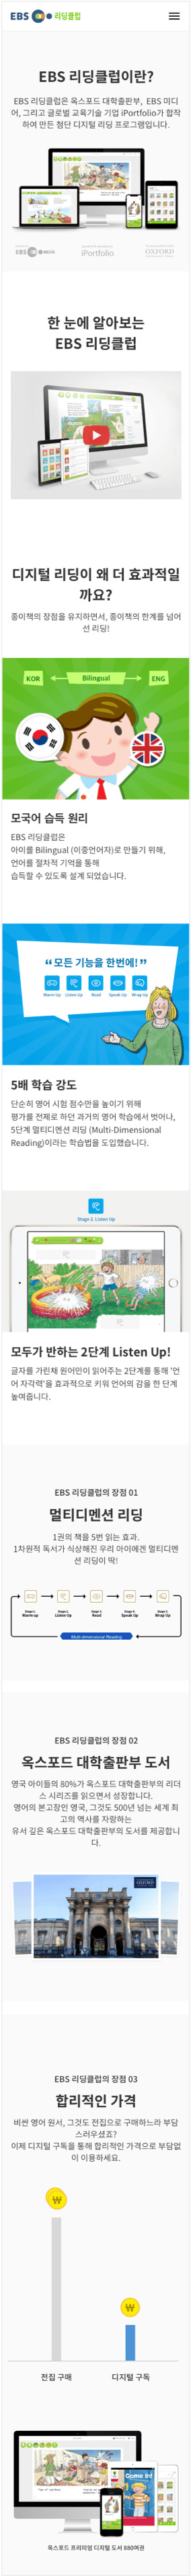 EBS 리딩클럽
EBS 리딩클럽이란?
EBS 리딩클럽은 옥스포드 대학출판부, EBS 미디
어, 그리고 글로벌 교육기술 기업 iPortfolio가 합작
하여 만든 첨단 디지털 리딩 프로그램입니다.
EBS
iPortfolio
OXFORD
한 눈에 알아보는
EBS 리딩클럽
디지털 리딩이 왜 더 효과적일
까요?
종이책의 장점을 유지하면서, 종이책의 한계를 넘어
선 리딩!
KOR
Bilingual
ENG
모국어 습득 원리
EBS 리딩클럽은
아이를 Bilingual (이중언어자)로 만들기 위해,
언어를 절차적 기억을 통해
습득할 수 있도록 설계 되었습니다.
“모든 기능을 한번에!”
Warm Up Listen Up Read Speak Up Wrap Up
5배 학습 강도
단순히 영어 시험 점수만을 높이기 위해
평가를 전제로 하던 과거의 영어 학습에서 벗어나,
5단계 멀티디멘션 리딩 (Multi-Dimensional
Reading)이라는 학습법을 도입했습니다.
Stage 2. Listen Up
모두가 반하는 2단계 Listen Up!
글자를 가린채 원어민이 읽어주는 2단계를 통해 '언
어 자각력'을 효과적으로 키워 언어의 감을 한 단계
높여줍니다.
EBS 리딩클럽의 장점 01
멀티디멘션 리딩
1권의 책을 5번 읽는 효과.
1차원적 독서가 식상해진 우리 아이에겐 멀티디멘
션 리딩이 딱!
Stage 1. Stage 2. Stage 3. Stage 4. Stage 5.
Warm up Listen Up Read Speak Up Wrap Up
Multi-dimensional Reading
EBS 리딩클럽의 장점 02
옥스포드 대학출판부 도서
영국 아이들의 80%가 옥스포드 대학출판부의 리더
스 시리즈를 읽으면서 성장합니다.
영어의 본고장인 영국, 그것도 500년 넘는 세계 최
고의 역사를 자랑하는
유서 깊은 옥스포드 대학출판부의 도서를 제공합니
다.
OXFORD
EBS 리딩클럽의 장점 03
합리적인 가격
비싼 영어 원서, 그것도 전집으로 구매하느라 부담
스러우셨죠?
이제 디지털 구독을 통해 합리적인 가격으로 부담없
이 이용하세요.
₩
₩
전집 구매
디지털 구독
Gome in!
옥스포드 프리미엄 디지털 도서 880여권